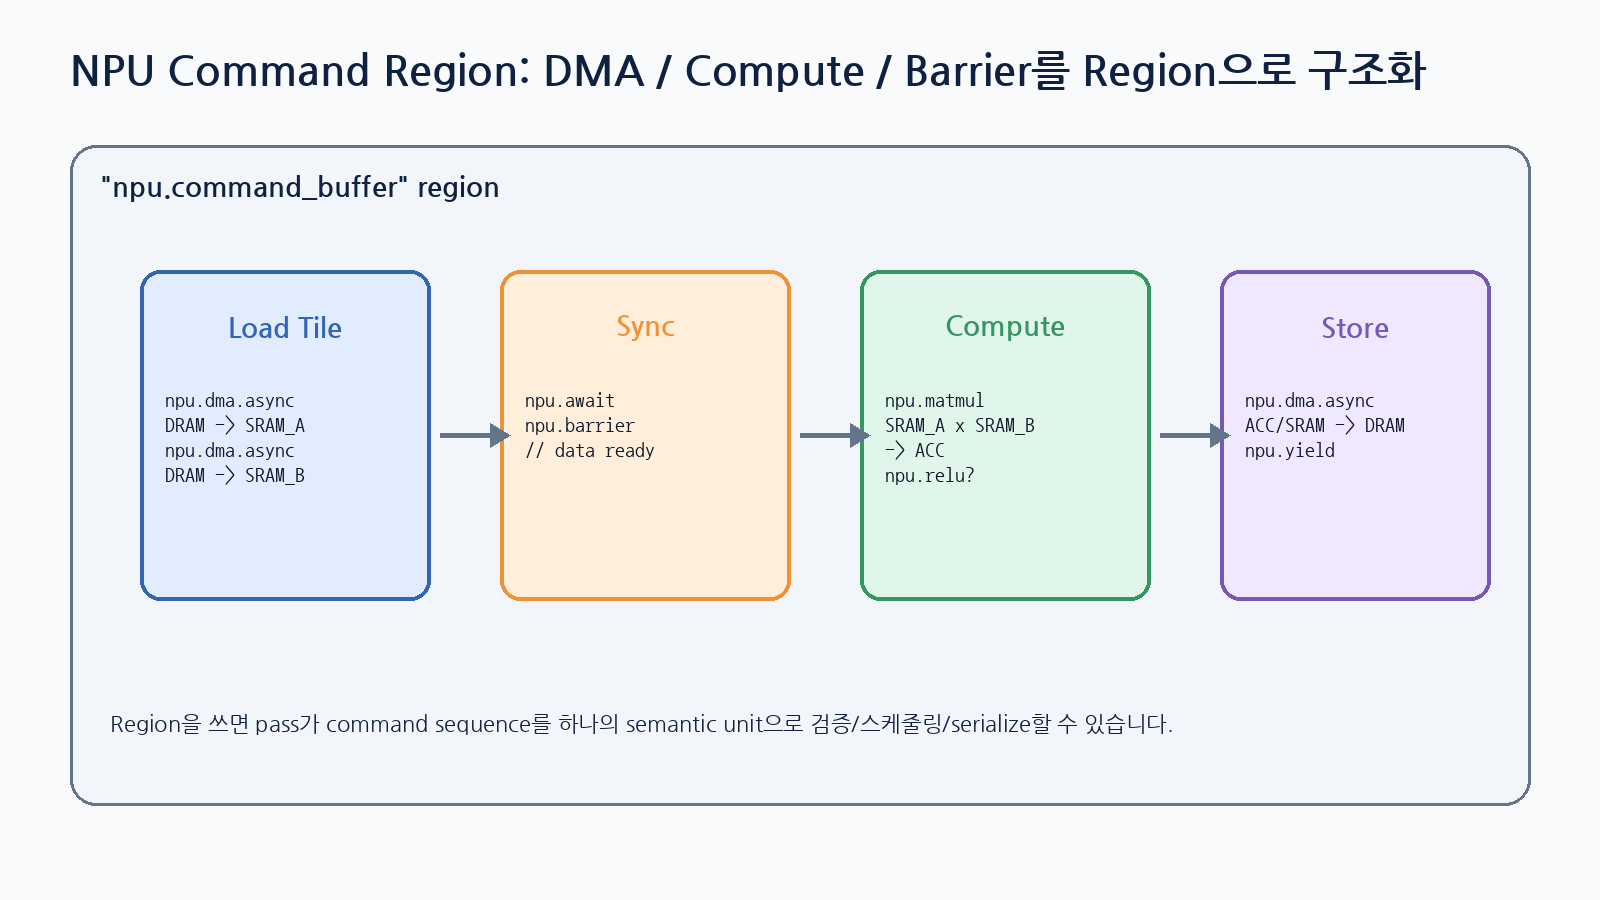 NPU Command Region: DMA / Compute / Barrier를 Region으로 구조화
"npu.command_buffer" region
Load Tile
npu.dma.async
DRAM -> SRAM_A
npu.dma.async
DRAM -> SRAM_B
Sync
npu.await
npu.barrier
// data ready
Compute
npu.matmul
SRAM_A x SRAM_B
-> ACC
npu.relu?
Store
npu.dma.async
ACC/SRAM -> DRAM
npu.yield
Region을 쓰면 pass가 command sequence를 하나의 semantic unit으로 검증/스케줄링/serialize할 수 있습니다.